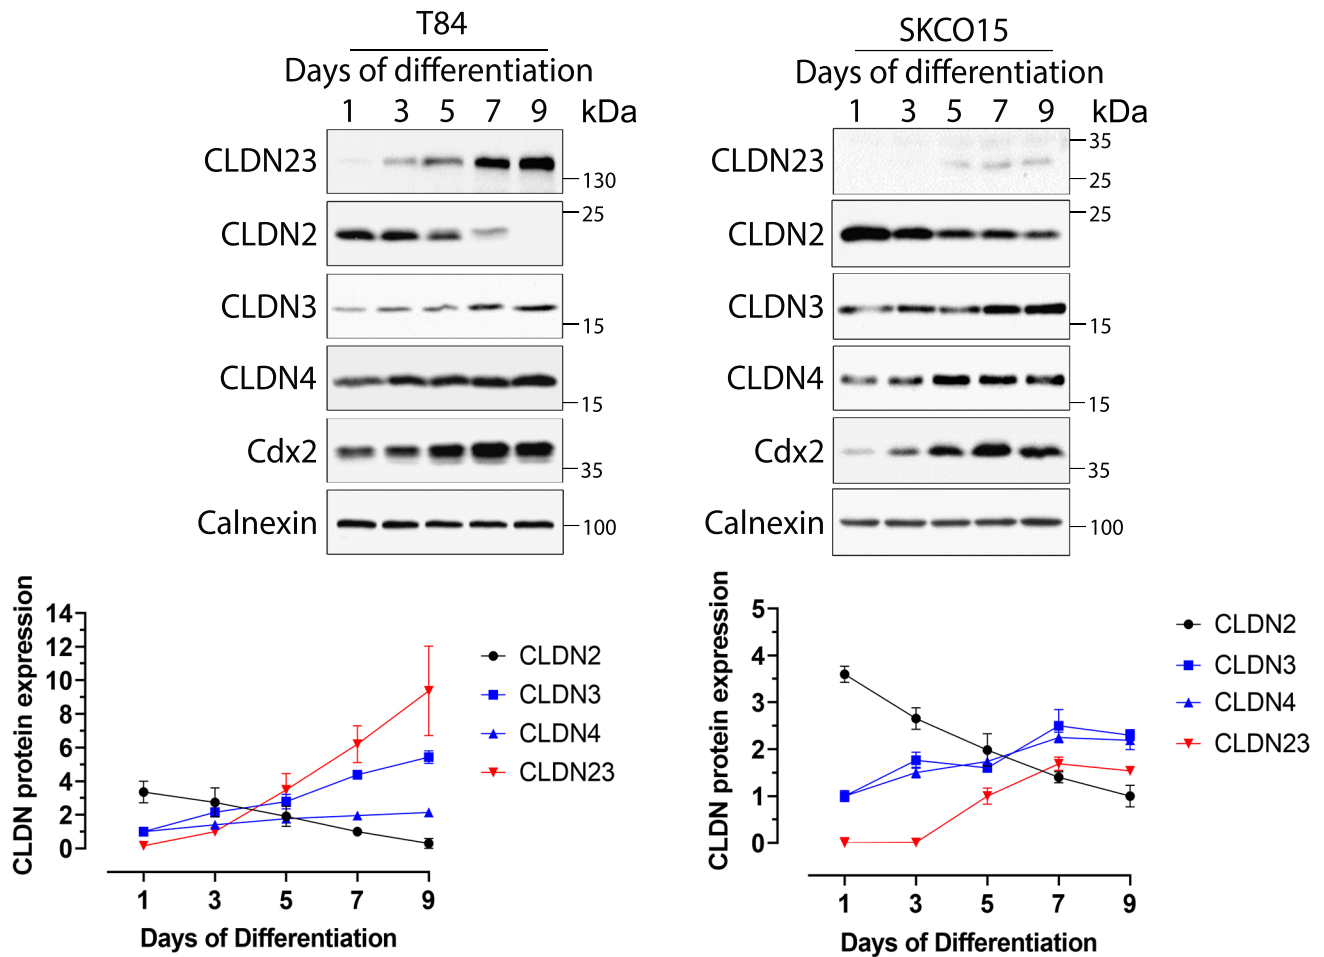 T84
Days of differentiation
1 3 5 7 9 kDa
CLDN23
130
CLDN2
25
CLDN3
15
CLDN4
15
Cdx2
35
Calnexin
100
SKCO15
Days of differentiation
1 3 5 7 9 kDa
CLDN23
35
25
CLDN2
25
CLDN3
15
CLDN4
15
Cdx2
35
Calnexin
100
CLDN protein expression
14
12
10
8
6
4
2
0
1 3 5 7 9
Days of Differentiation
CLDN2
CLDN3
CLDN4
CLDN23
CLDN protein expression
5
4
3
2
1
0
1 3 5 7 9
Days of Differentiation
CLDN2
CLDN3
CLDN4
CLDN23